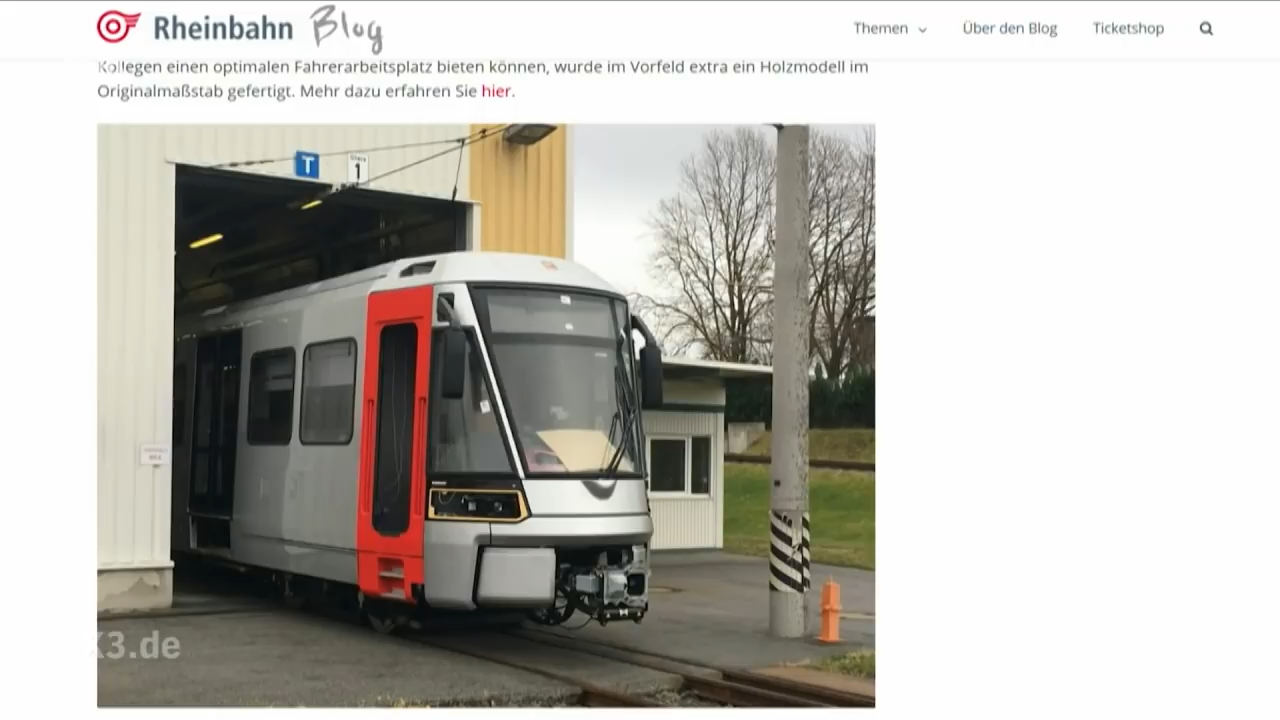 Rheinbahn Blog
Themen
Über den Blog
Ticketshop
Kollegen einen optimalen Fahrerarbeitsplatz bieten können, wurde im Vorfeld extra ein Holzmodell im
Originalmaßstab gefertigt. Mehr dazu erfahren Sie hier.
T
1
X3.de